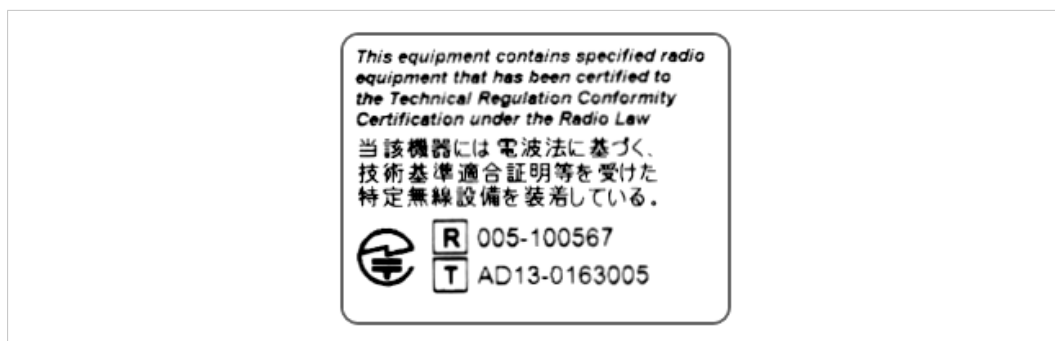 This equipment contains specified radio
equipment that has been certified to
the Technical Regulation Conformity
Certification under the Radio Law
当該機器には電波法に基づく、
技術基準適合証明等を受けた
特定無線設備を装着している。
R 005-100567
T AD13-0163005